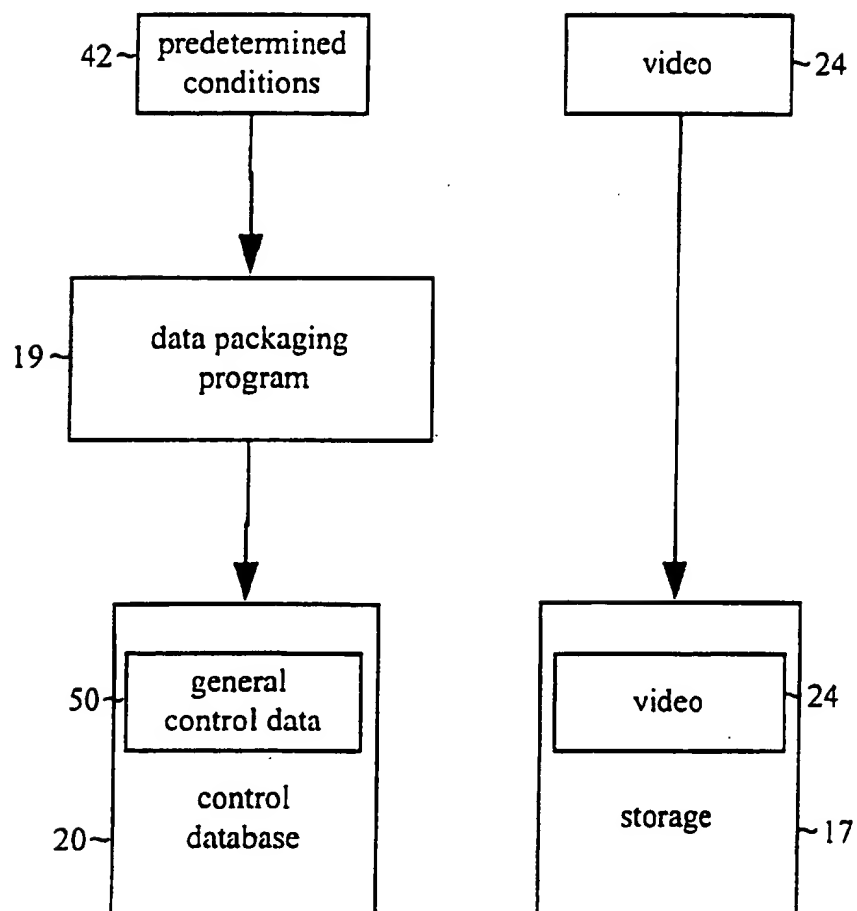 42
predetermined
conditions
video
24
19
data packaging
program
50
general
control data
control
database
20
video
24
storage
17